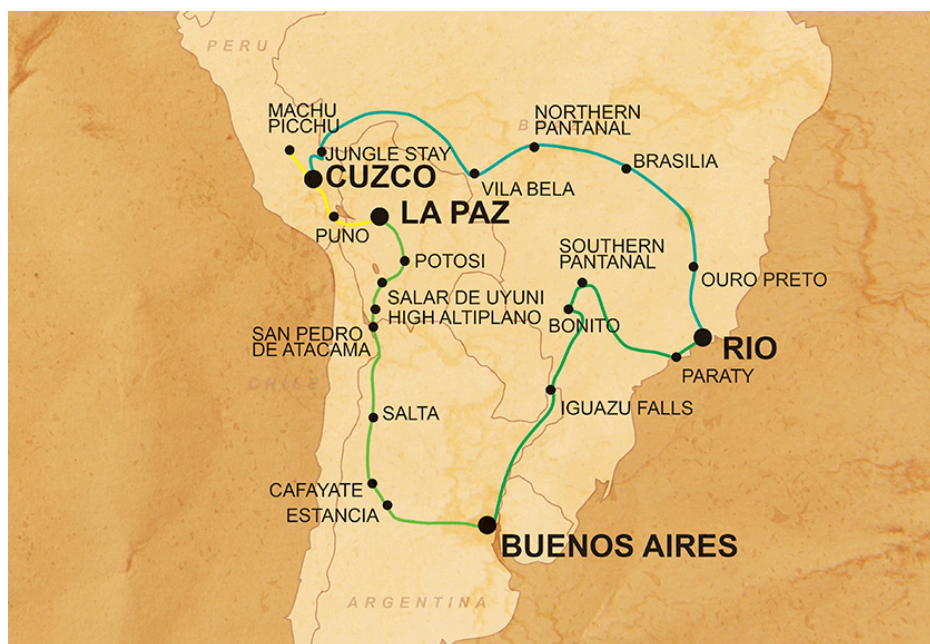 PERU
MACHU
PICCHU
NORTHERN
PANTANAL
B
JUNGLE STAY
BRASILIA
CUZCO
VILA BELA
LA PAZ
PUNO
SOUTHERN
PANTANAL
POTOSI
OURO PRETO
SALAR DE UYUNI
HIGH ALTIPLANO
BONITO
SAN PEDRO
DE ATACAMA
RIO
PARATY
CHILE
IGUAZU FALLS
SALTA
CAFAYATE
ESTANCIA
BUENOS AIRES
ARGENTINA